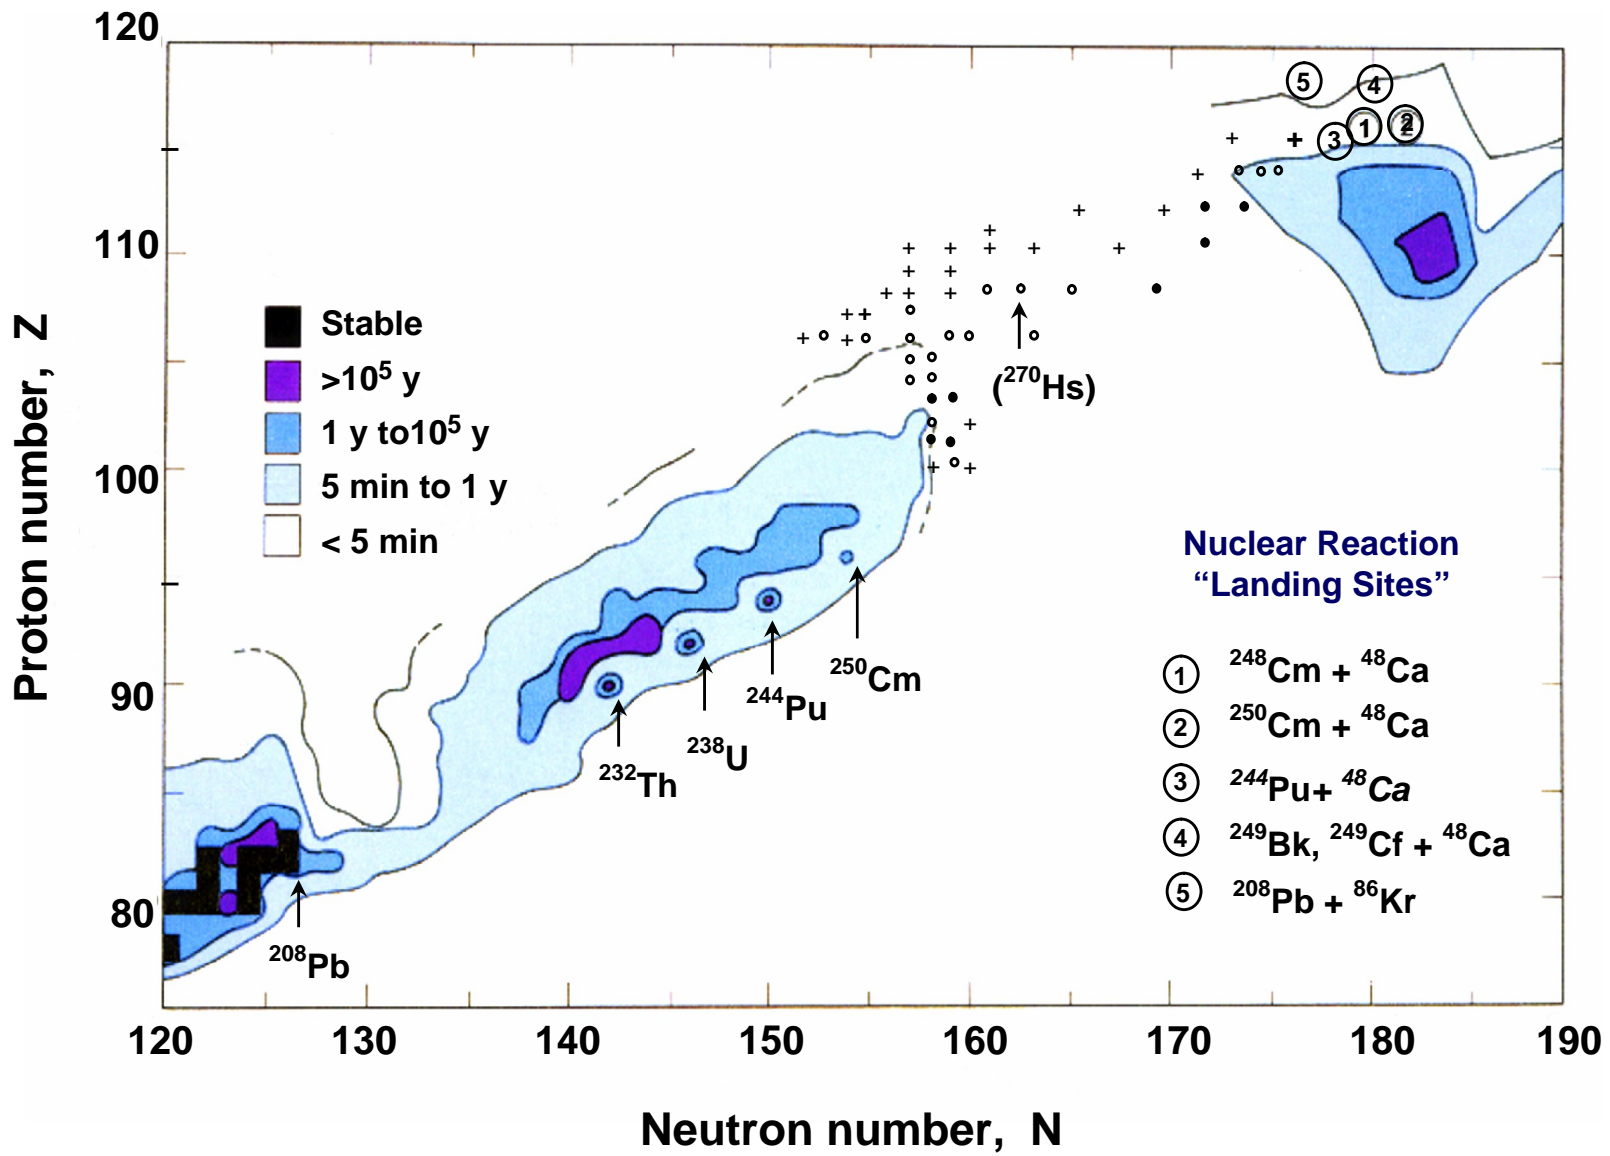 120
110
100
90
80
Proton number, Z
Stable
>10⁵ y
1 y to10⁵ y
5 min to 1 y
< 5 min
5
4
3
1
2
(²⁷⁰Hs)
²⁵⁰Cm
²⁴⁴Pu
²³⁸U
²³²Th
²⁰⁸Pb
Nuclear Reaction
“Landing Sites”
1 ²⁴⁸Cm + ⁴⁸Ca
2 ²⁵⁰Cm + ⁴⁸Ca
3 ²⁴⁴Pu+ ⁴⁸Ca
4 ²⁴⁹Bk, ²⁴⁹Cf + ⁴⁸Ca
5 ²⁰⁸Pb + ⁸⁶Kr
120 130 140 150 160 170 180 190
Neutron number, N